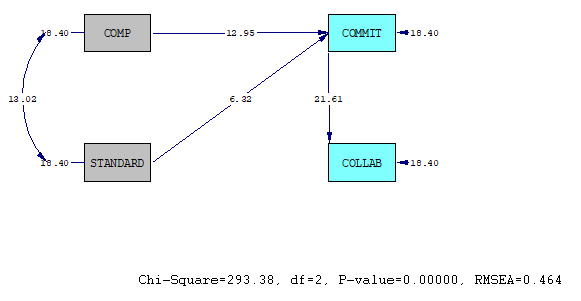 18.40 COMP 12.95 COMMIT 18.40
13.02 6.32 21.61
18.40 STANDARD COLLAB 18.40
Chi-Square=293.38, df=2, P-value=0.00000, RMSEA=0.464